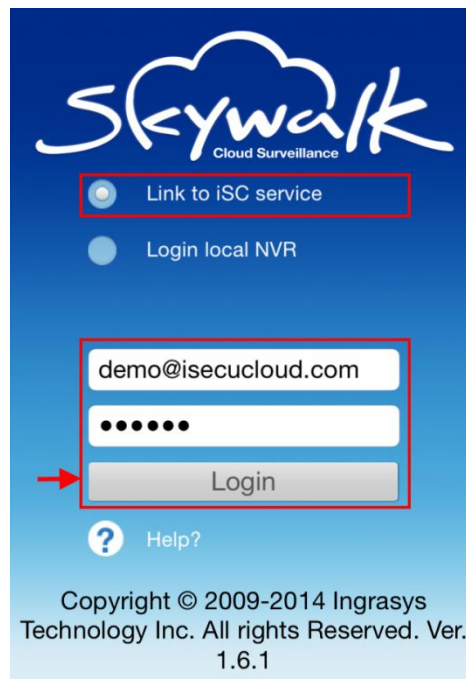 Skywalk
Cloud Surveillance
Link to iSC service
Login local NVR
demo@isecucloud.com
••••••
Login
? Help?
Copyright © 2009-2014 Ingrasys
Technology Inc. All rights Reserved. Ver.
1.6.1